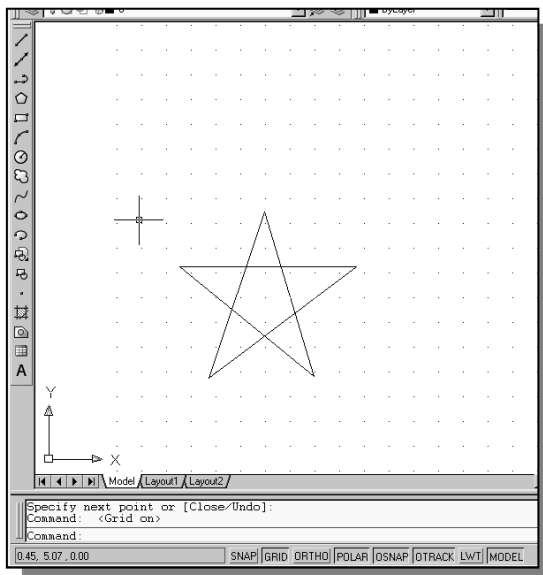 0
ByLayer
A
Y
X
Model Layout1 Layout2
Specify next point or [Close/Undo]:
Command: <Grid on>
Command:
0.45, 5.07, 0.00 SNAP GRID ORTHO POLAR OSNAP OTRACK LWT MODEL